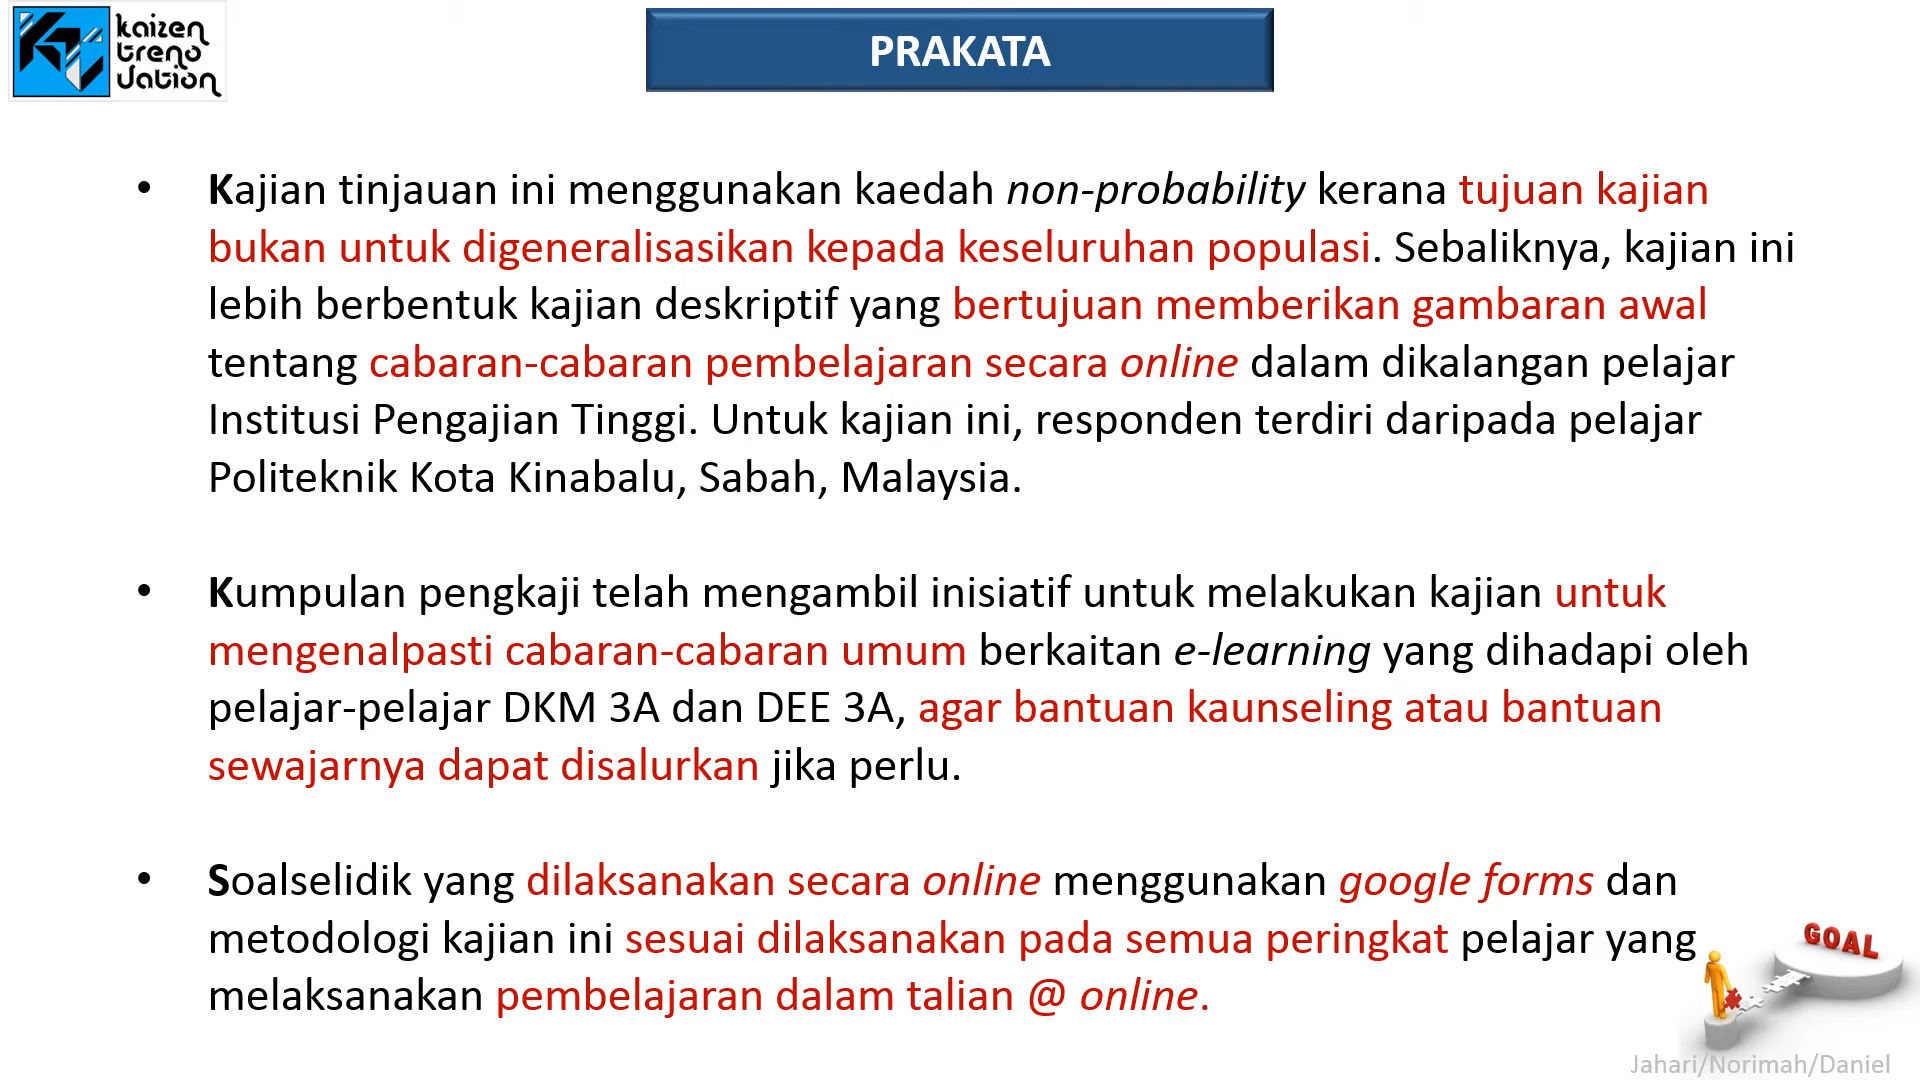 kaizen
trend
Vation
PRAKATA
• Kajian tinjauan ini menggunakan kaedah non-probability kerana tujuan kajian
bukan untuk digeneralisasikan kepada keseluruhan populasi. Sebaliknya, kajian ini
lebih berbentuk kajian deskriptif yang bertujuan memberikan gambaran awal
tentang cabaran-cabaran pembelajaran secara online dalam dikalangan pelajar
Institusi Pengajian Tinggi. Untuk kajian ini, responden terdiri daripada pelajar
Politeknik Kota Kinabalu, Sabah, Malaysia.
• Kumpulan pengkaji telah mengambil inisiatif untuk melakukan kajian untuk
mengenalpasti cabaran-cabaran umum berkaitan e-learning yang dihadapi oleh
pelajar-pelajar DKM 3A dan DEE 3A, agar bantuan kaunseling atau bantuan
sewajarnya dapat disalurkan jika perlu.
• Soalselidik yang dilaksanakan secara online menggunakan google forms dan
metodologi kajian ini sesuai dilaksanakan pada semua peringkat pelajar yang
melaksanakan pembelajaran dalam talian @ online.
GOAL
Jahari/Norimah/Daniel